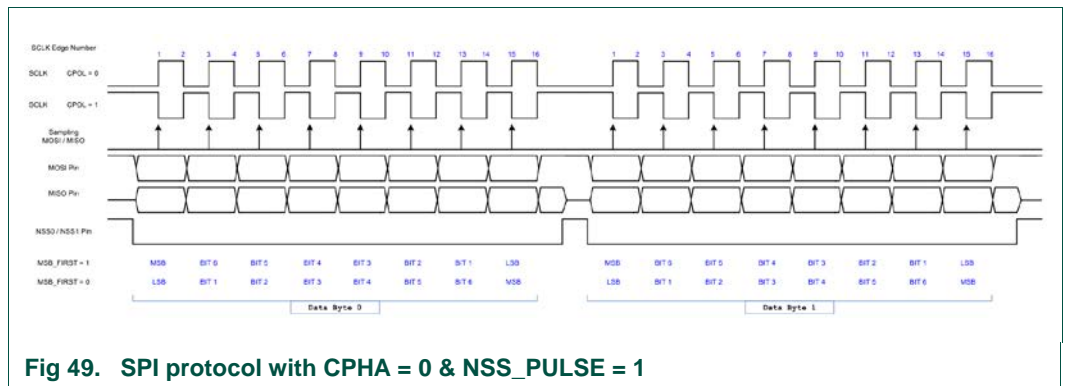 SCLK Edge Number
1 2 3 4 5 6 7 8 9 10 11 12 13 14 15 16 1 2 3 4 5 6 7 8 9 10 11 12 13 14 15 16
SCLK CPOL = 0
SCLK CPOL = 1
Sampling
MOSI / MISO
MOSI Pin
MISO Pin
NSS0 / NSS1 Pin
MSB_FIRST = 1 MSB BIT 6 BIT 5 BIT 4 BIT 3 BIT 2 BIT 1 LSB MSB BIT 6 BIT 5 BIT 4 BIT 3 BIT 2 BIT 1 LSB
MSB_FIRST = 0 LSB BIT 1 BIT 2 BIT 3 BIT 4 BIT 5 BIT 6 MSB LSB BIT 1 BIT 2 BIT 3 BIT 4 BIT 5 BIT 6 MSB
Data Byte 0 Data Byte 1
Fig 49. SPI protocol with CPHA = 0 & NSS_PULSE = 1